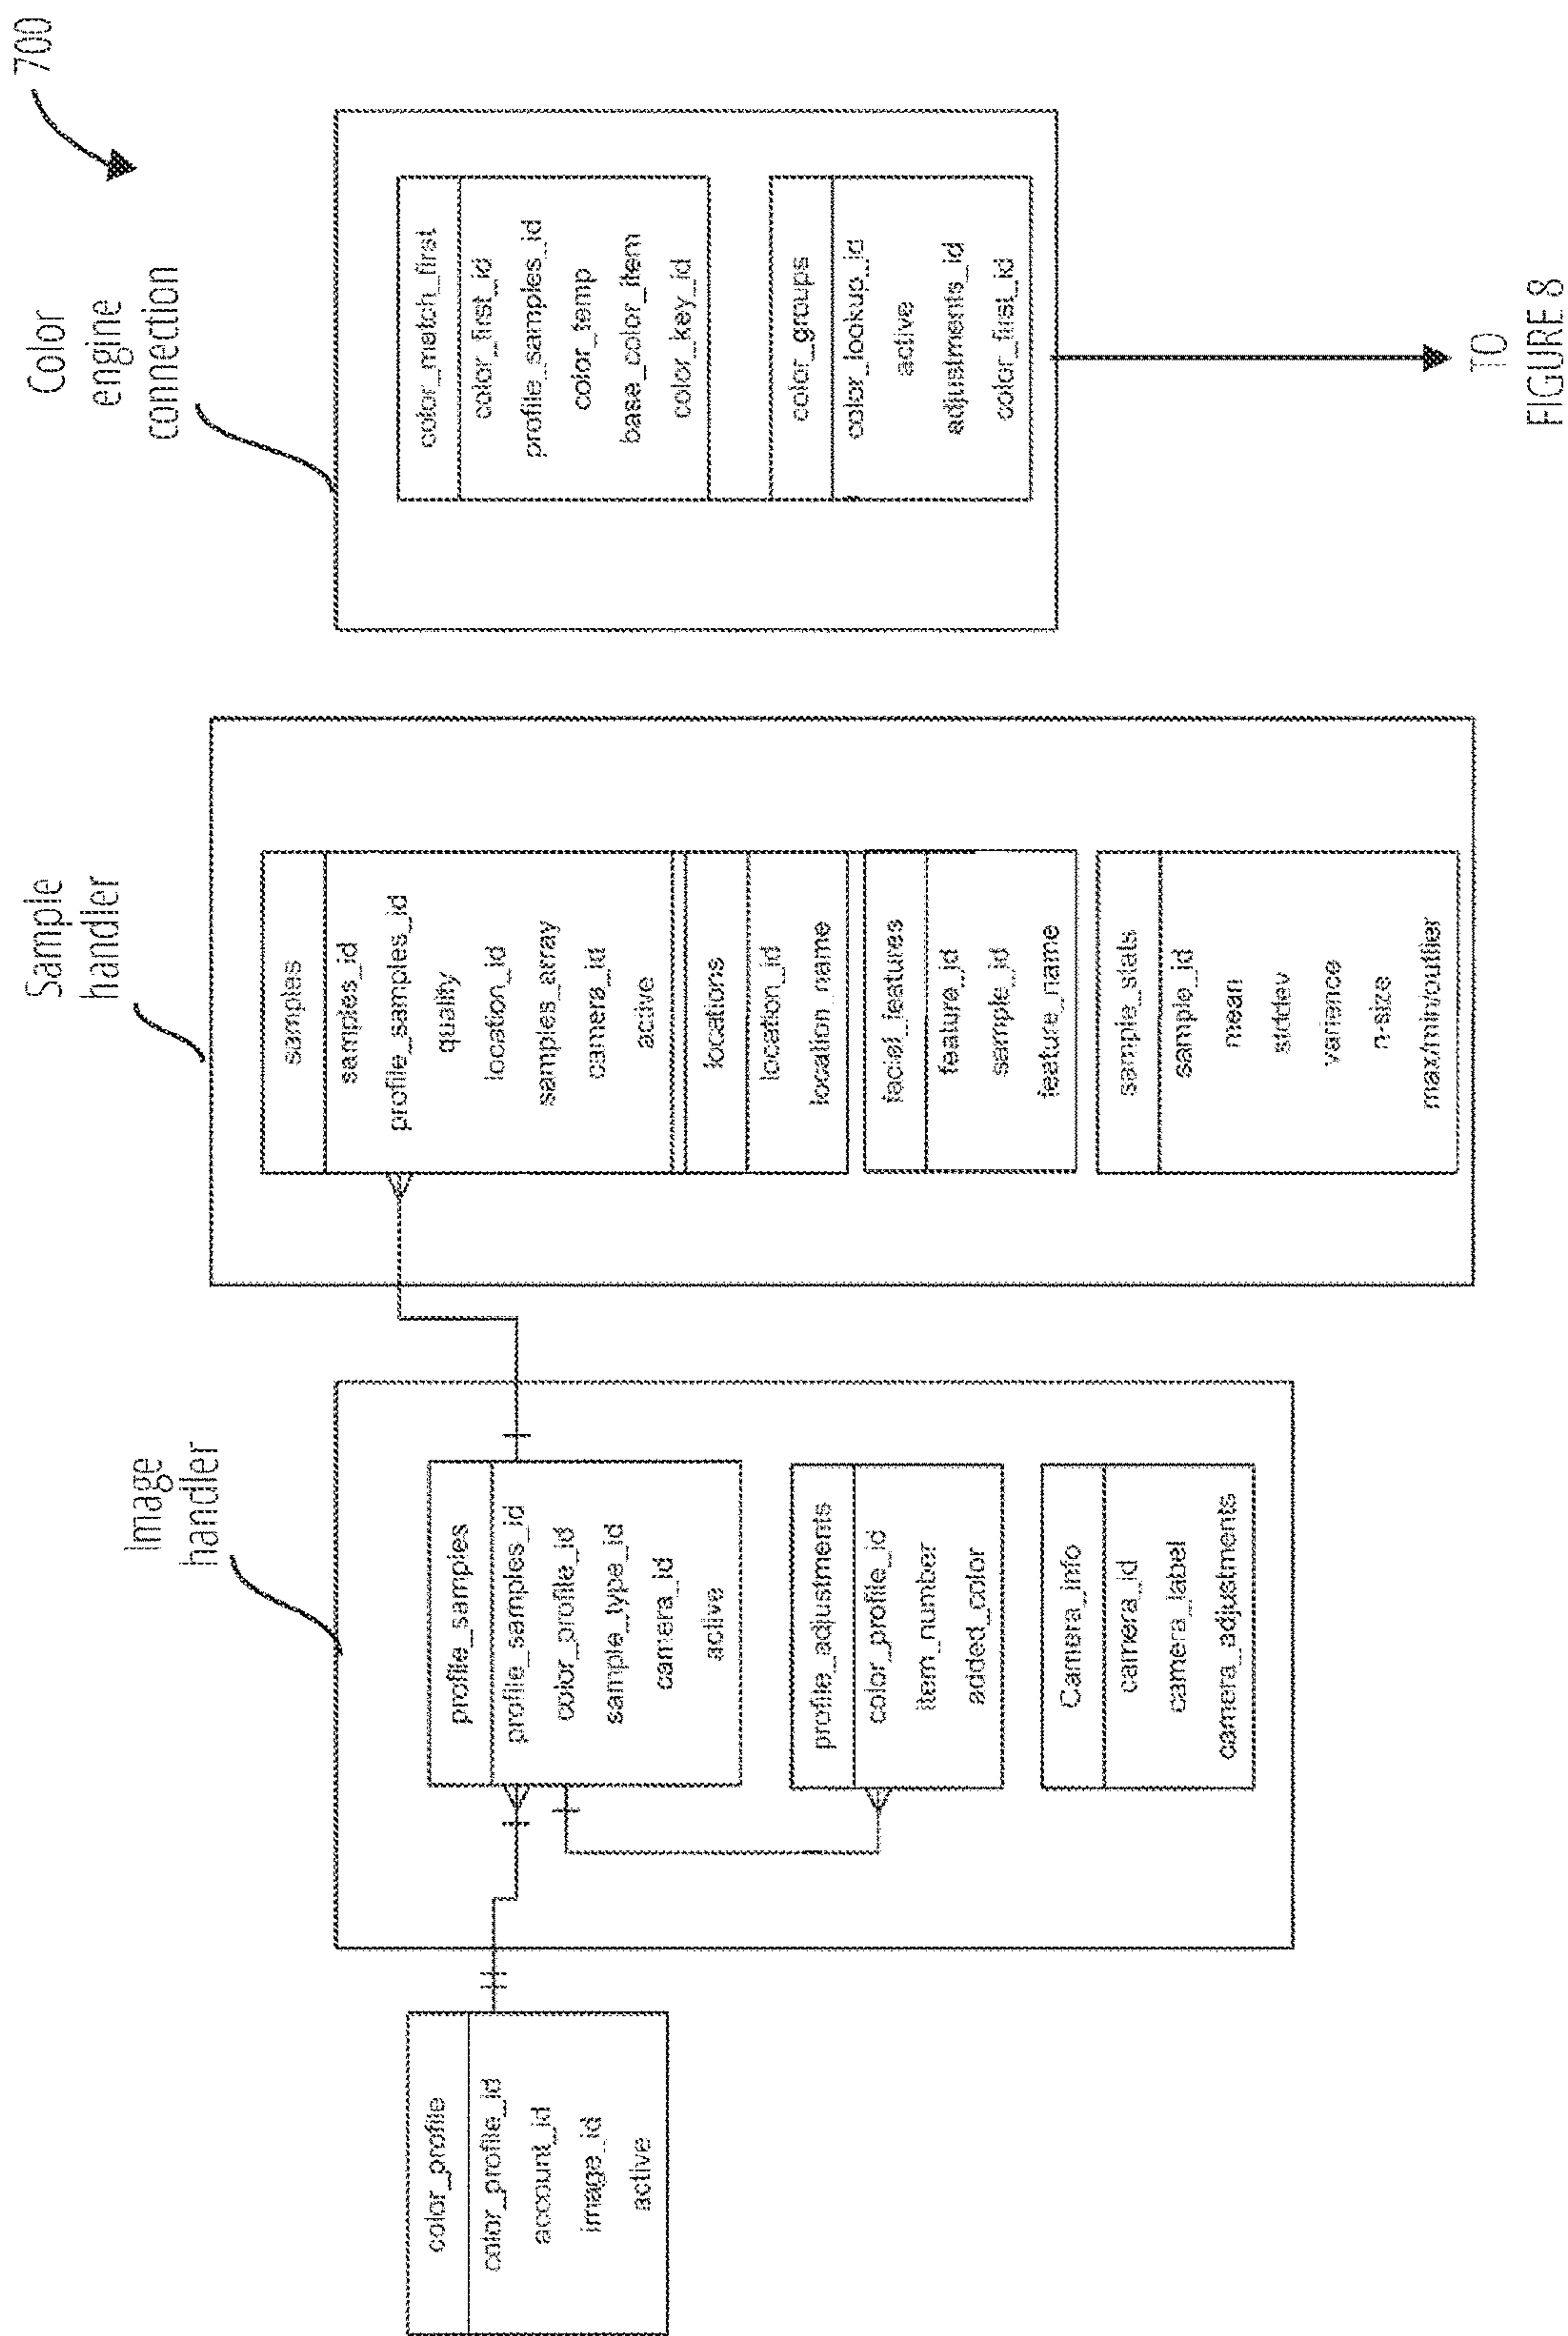 700
color_profile
color_profile_id
account_id
image_id
active
Image
handler
profile_samples
profile_samples_id
color_profile_id
sample_type_id
camera_id
active
profile_adjustments
color_profile_id
item_number
added_color
Camera_info
camera_id
camera_label
camera_adjustments
Sample
handler
samples
samples_id
profile_samples_id
quality
location_id
samples_array
camera_id
active
locations
location_id
location_name
facial_features
feature_id
sample_id
feature_name
sample_stats
sample_id
mean
stddev
varience
n-size
max/min/outlier
Color
engine
connection
color_match_first
color_first_id
profile_samples_id
color_temp
base_color_item
color_key_id
color_groups
color_lookup_id
active
adjustments_id
color_first_id
TO
FIGURE 8